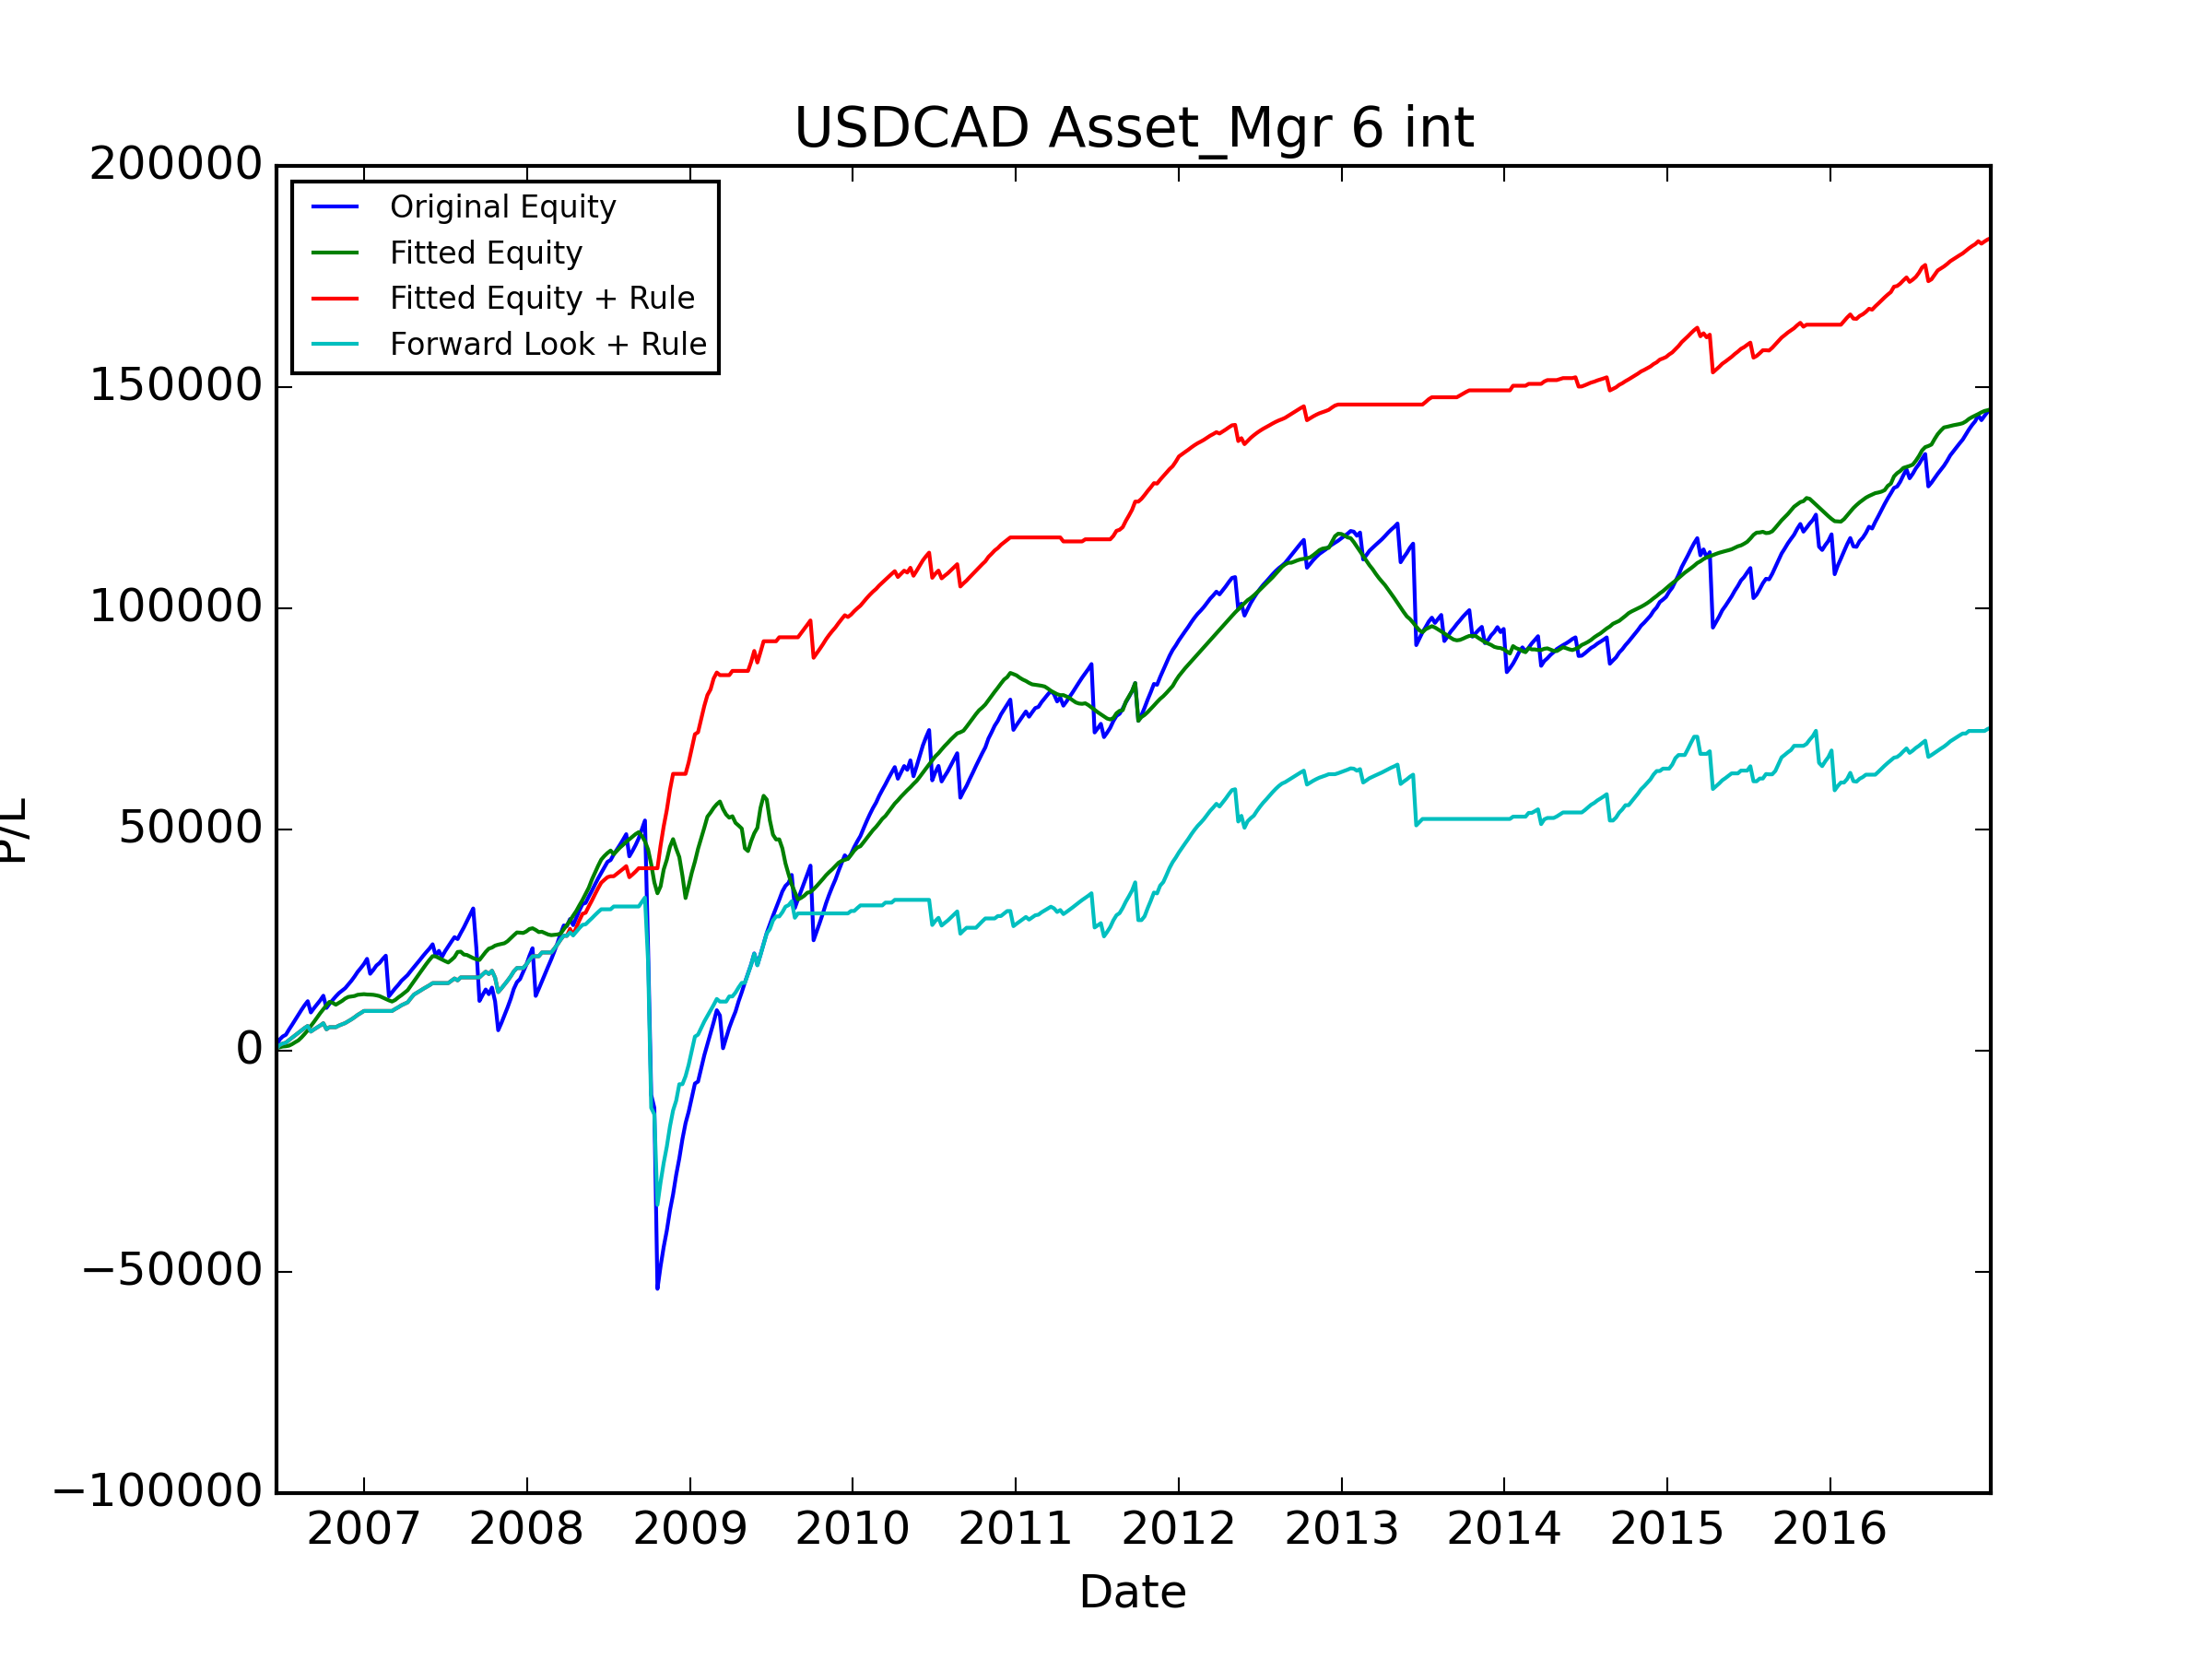 USDCAD Asset_Mgr 6 int
200000
150000
100000
50000
0
−50000
−100000
P/L
Original Equity
Fitted Equity
Fitted Equity + Rule
Forward Look + Rule
2007 2008 2009 2010 2011 2012 2013 2014 2015 2016
Date